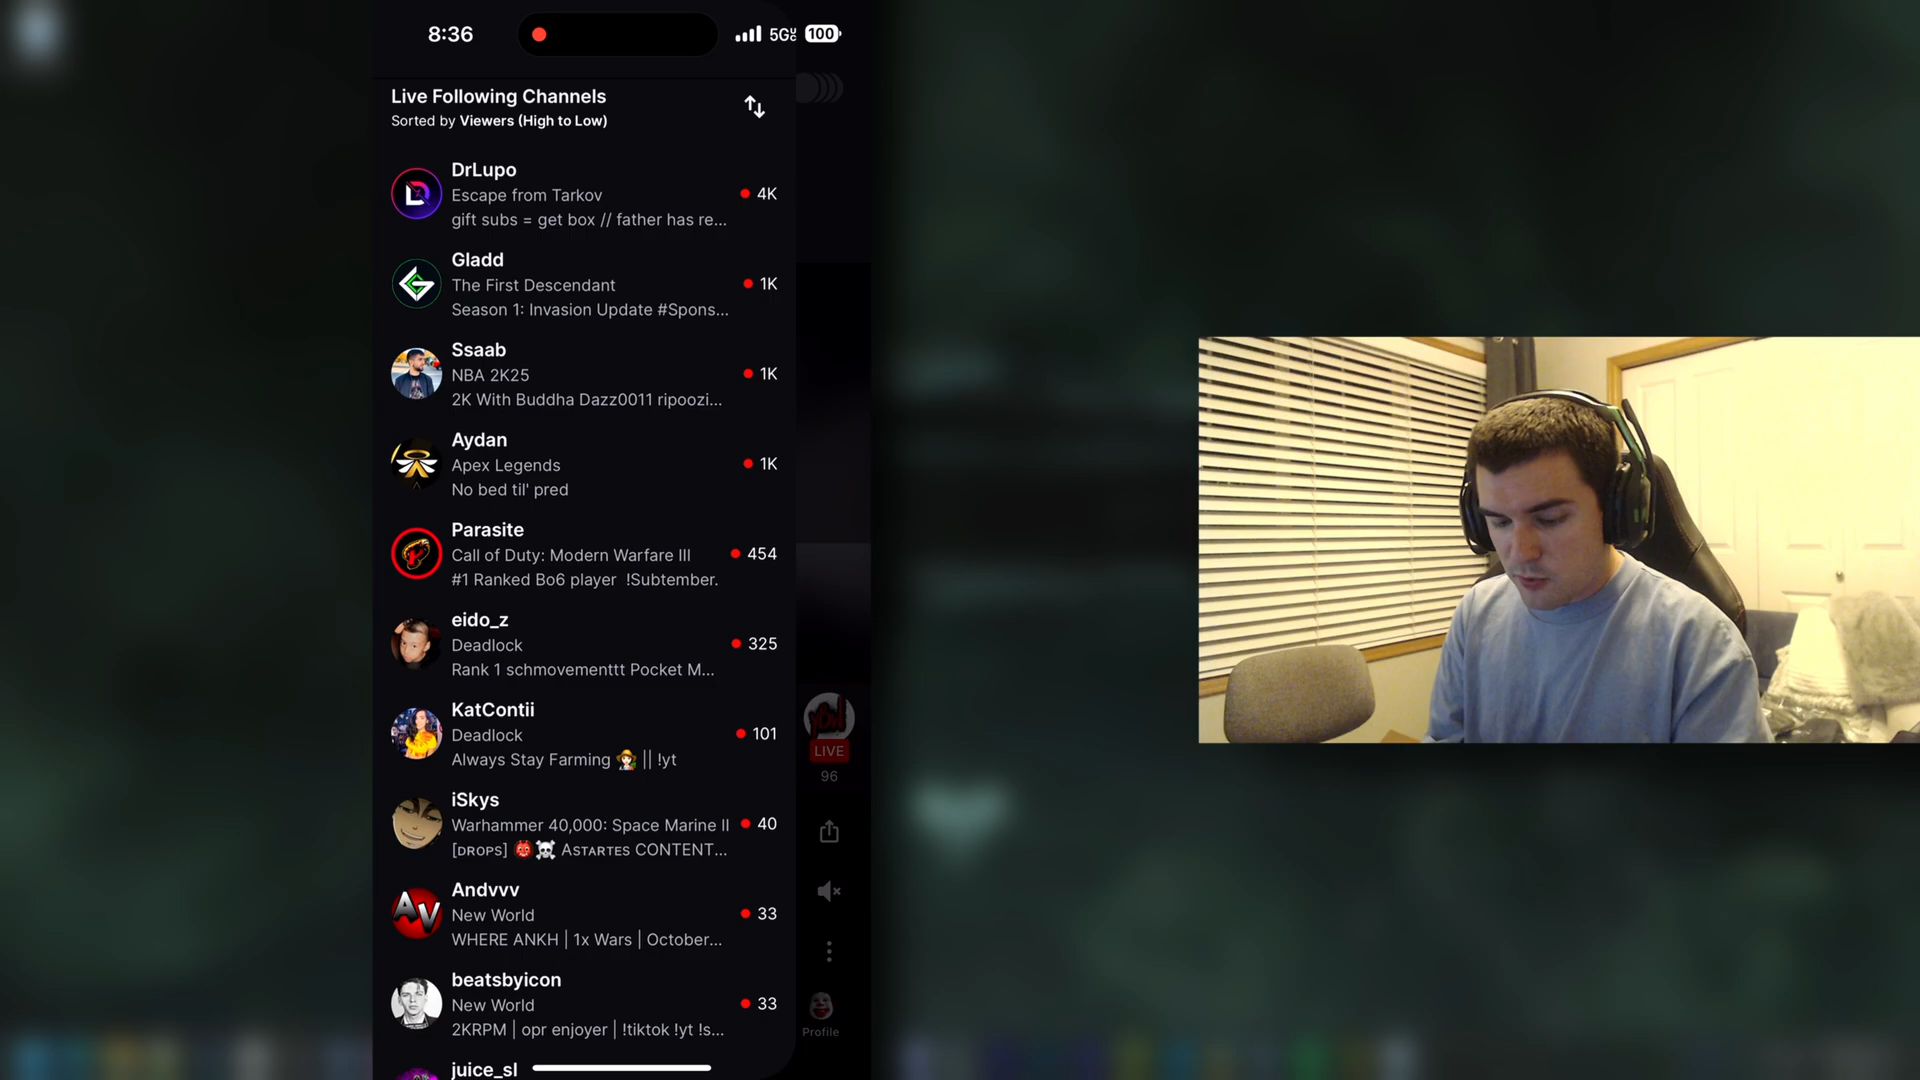 8:36
100
Live Following Channels
Sorted by Viewers (High to Low)
DrLupo
Escape from Tarkov
4K
gift subs = get box // father has re...
Gladd
The First Descendant
1K
Season 1: Invasion Update #Spons...
Ssaab
NBA 2K25
1K
2K With Buddha Dazz0011 ripoozi...
Aydan
Apex Legends
1K
No bed til' pred
Parasite
Call of Duty: Modern Warfare III
454
#1 Ranked Bo6 player !Subtember.
eido_z
Deadlock
325
Rank 1 schmovementtt Pocket M...
KatContii
Deadlock
101
Always Stay Farming 👩🏻‍🌾 || !yt
iSkys
Warhammer 40,000: Space Marine II
40
[ᴅʀᴏᴘs] 👹☠️ Asᴛᴀʀᴛᴇs CONTENT...
Andvvv
New World
33
WHERE ANKH | 1x Wars | October...
beatsbyicon
New World
33
2KRPM | opr enjoyer | !tiktok !yt !s...
juice_sl
LIVE
96
Profile